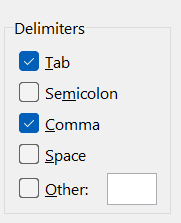 Delimiters
Tab
Semicolon
Comma
Space
Other: